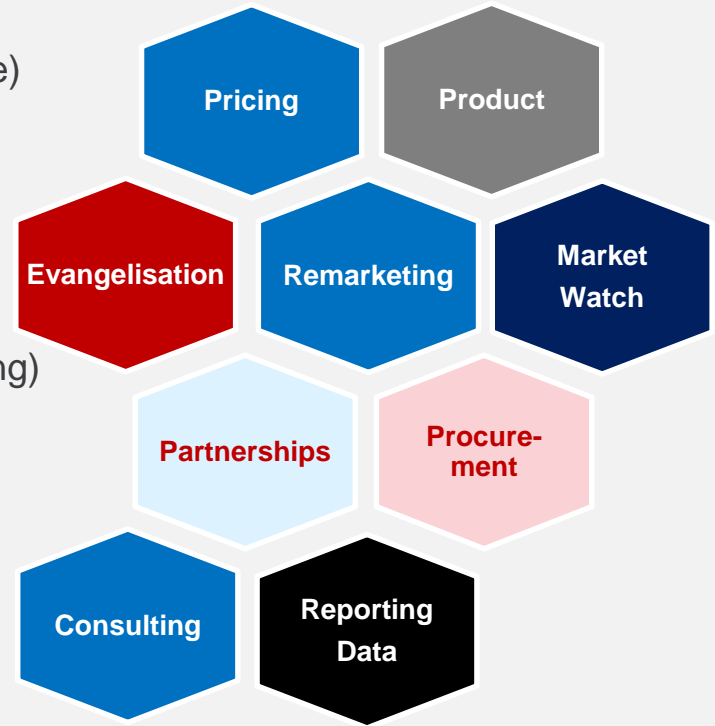 e)
Pricing
Product
Evangelisation
Remarketing
Market
Watch
ng)
Partnerships
Procure-
ment
Consulting
Reporting
Data